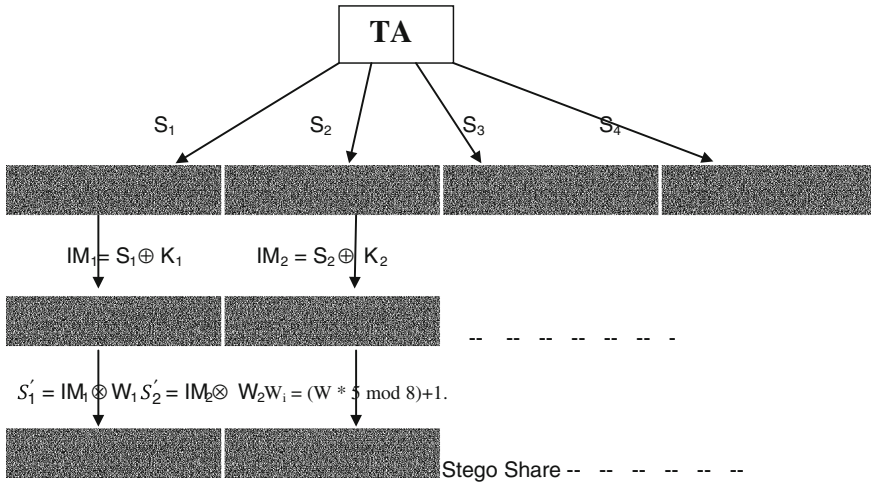 TA
S₁ S₂ S₃ S₄
IM₁= S₁⊕ K₁ IM₂ = S₂⊕ K₂
-- -- -- -- -- -- -
S′₁ = IM₁⊗ W₁ S′₂ = IM₂⊗ W₂ Wᵢ = (W * 5 mod 8)+1.
Stego Share -- -- -- -- -- --